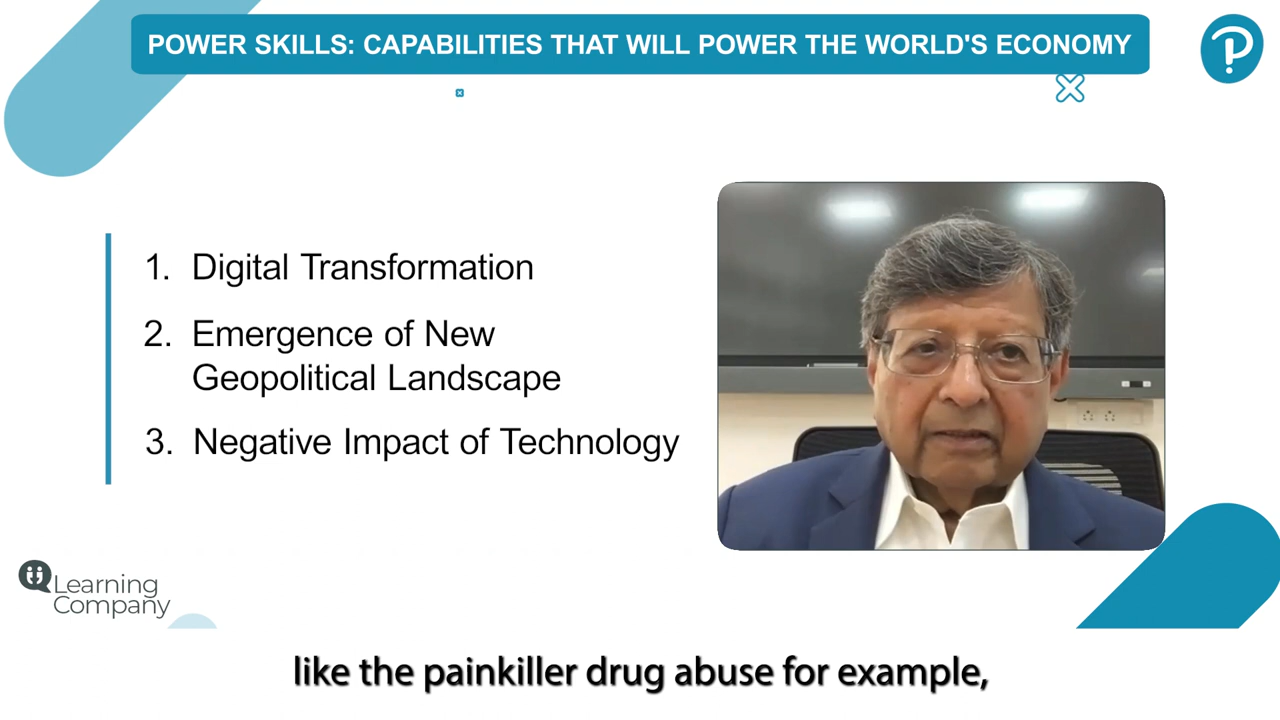 POWER SKILLS: CAPABILITIES THAT WILL POWER THE WORLD'S ECONOMY
1. Digital Transformation
2. Emergence of New
Geopolitical Landscape
3. Negative Impact of Technology
Learning
Company
like the painkiller drug abuse for example,